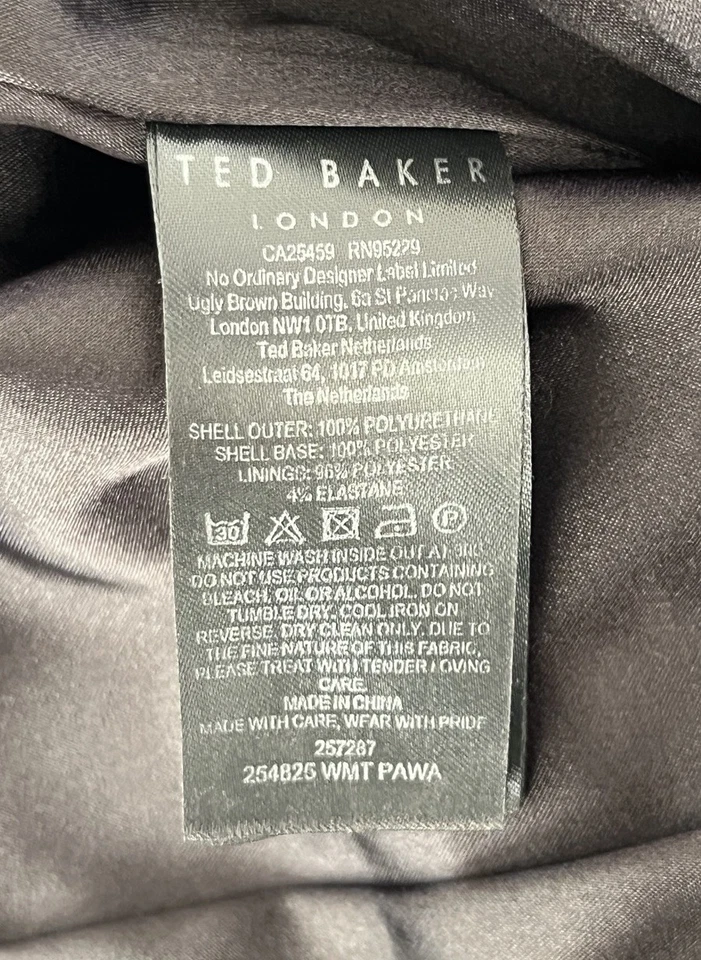 TED BAKER
LONDON
CA25459 RN95229
No Ordinary Designer Label Limited
Ugly Brown Building, 6a St Pancras Way
London NW1 0TB, United Kingdom
Ted Baker Netherlands
Leidsestraat 64, 1017 PD Amsterdam
The Netherlands
SHELL OUTER: 100% POLYURETHANE
SHELL BASE: 100% POLYESTER
LININGS: 96% POLYESTER
4% ELASTANE
30 P
MACHINE WASH INSIDE OUT AT 30C
DO NOT USE PRODUCTS CONTAINING
BLEACH, OIL OR ALCOHOL. DO NOT
TUMBLE DRY. COOL IRON ON
REVERSE. DRY CLEAN ONLY. DUE TO
THE FINE NATURE OF THIS FABRIC,
PLEASE TREAT WITH TENDER LOVING
CARE.
MADE IN CHINA
MADE WITH CARE, WEAR WITH PRIDE
257287
254825 WMT PAWA